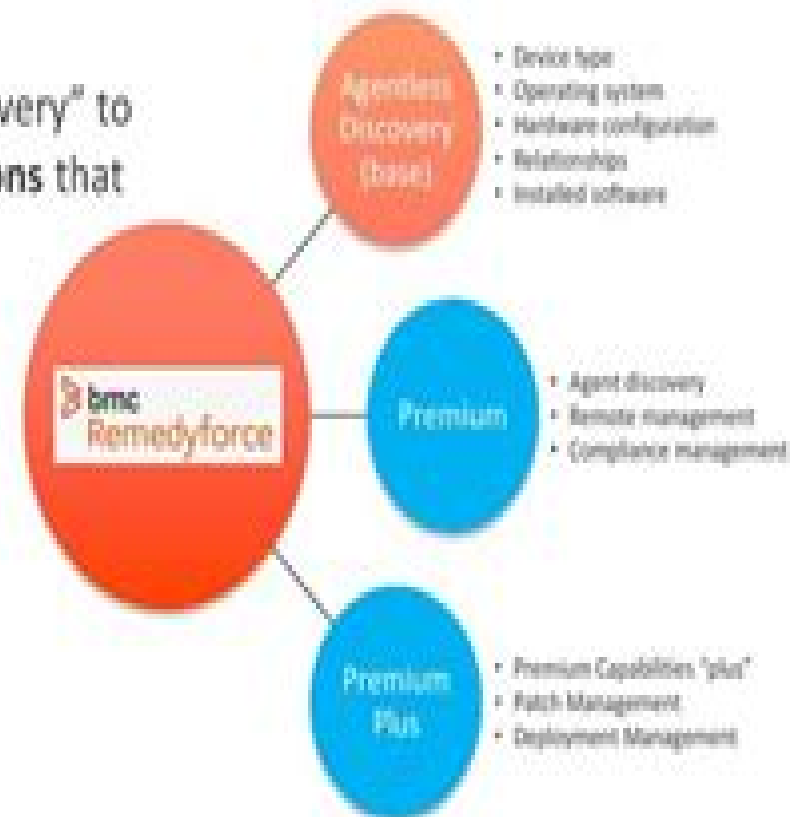 very" to
ons that
Agentless
Discovery
(base)
• Device type
• Operating system
• Hardware configuration
• Relationships
• Installed software
bmc
Remedyforce
Premium
• Agent discovery
• Remote management
• Compliance management
Premium
Plus
• Premium Capabilities "plus"
• Patch Management
• Deployment Management